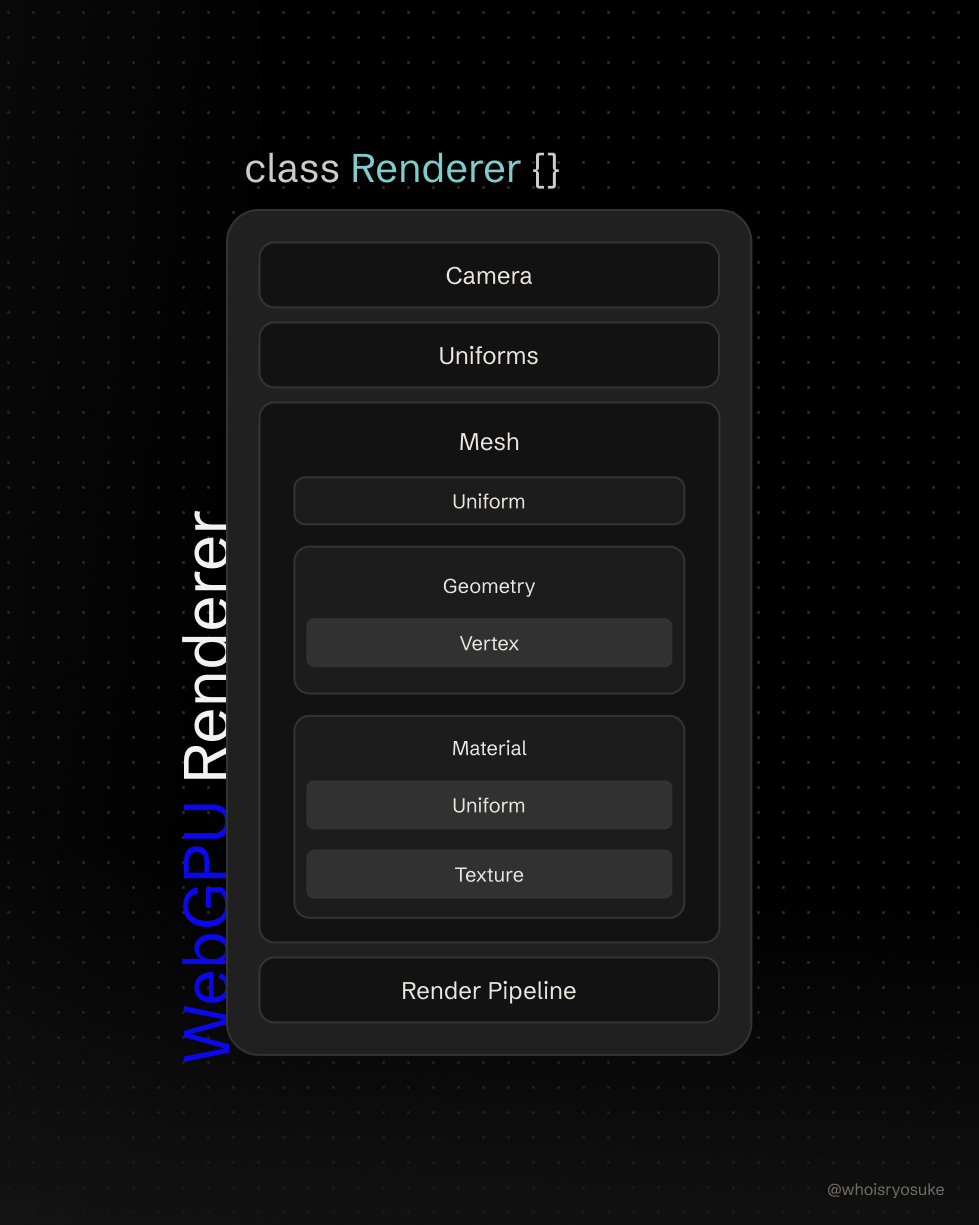 class Renderer {}
Camera
Uniforms
Mesh
Uniform
Geometry
Vertex
Material
Uniform
Texture
Render Pipeline
WebGPU Renderer
@whoisryosuke